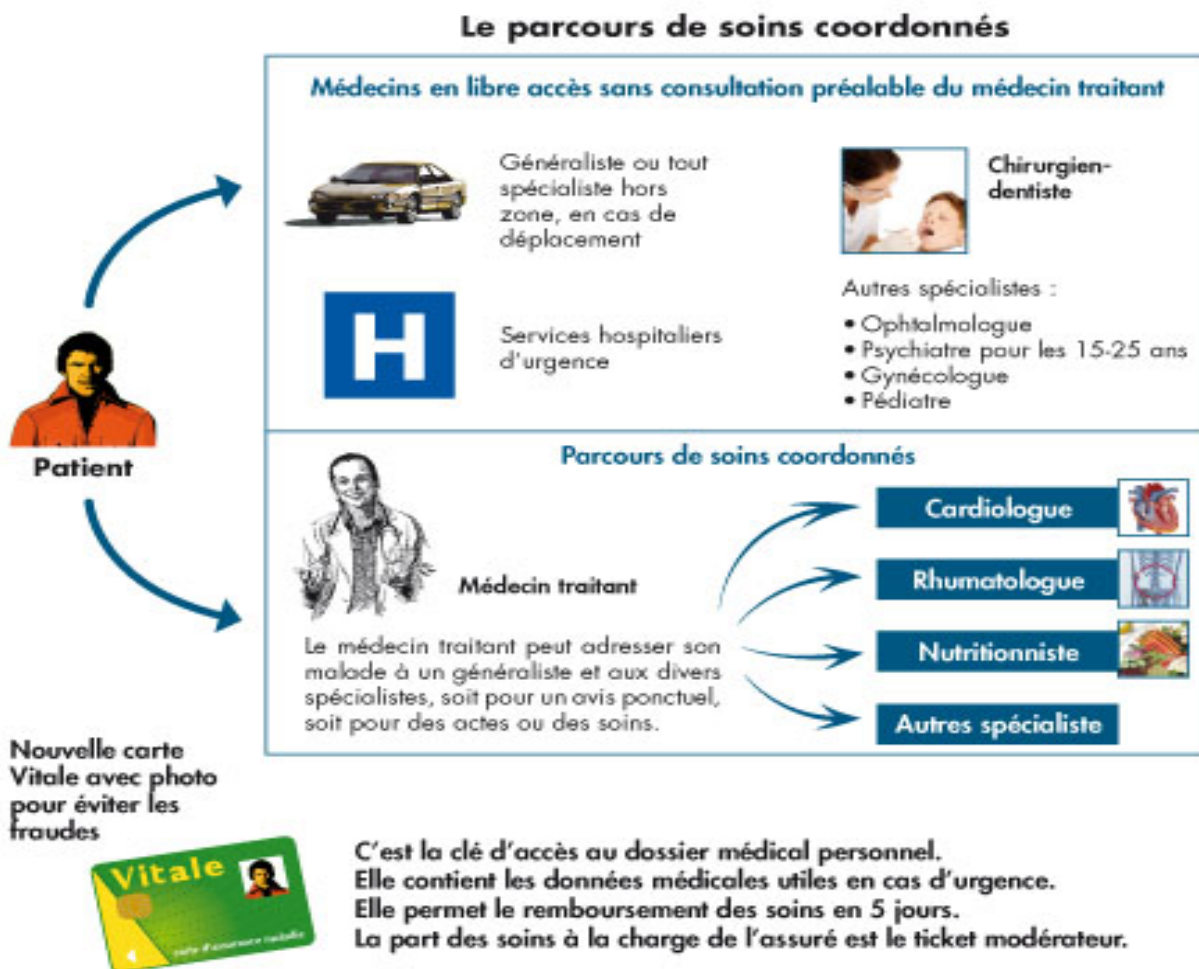 Le parcours de soins coordonnés
Médecins en libre accès sans consultation préalable du médecin traitant
Généraliste ou tout
spécialiste hors
zone, en cas de
déplacement
Chirurgien-
dentiste
H
Services hospitaliers
d'urgence
Autres spécialistes :
• Ophtalmologue
• Psychiatre pour les 15-25 ans
• Gynécologue
• Pédiatre
Patient
Parcours de soins coordonnés
Médecin traitant
Le médecin traitant peut adresser son
malade à un généraliste et aux divers
spécialistes, soit pour un avis ponctuel,
soit pour des actes ou des soins.
Cardiologue
Rhumatologue
Nutritionniste
Autres spécialiste
Nouvelle carte
Vitale avec photo
pour éviter les
fraudes
Vitale
carte d'assurance maladie
C'est la clé d'accès au dossier médical personnel.
Elle contient les données médicales utiles en cas d'urgence.
Elle permet le remboursement des soins en 5 jours.
La part des soins à la charge de l'assuré est le ticket modérateur.